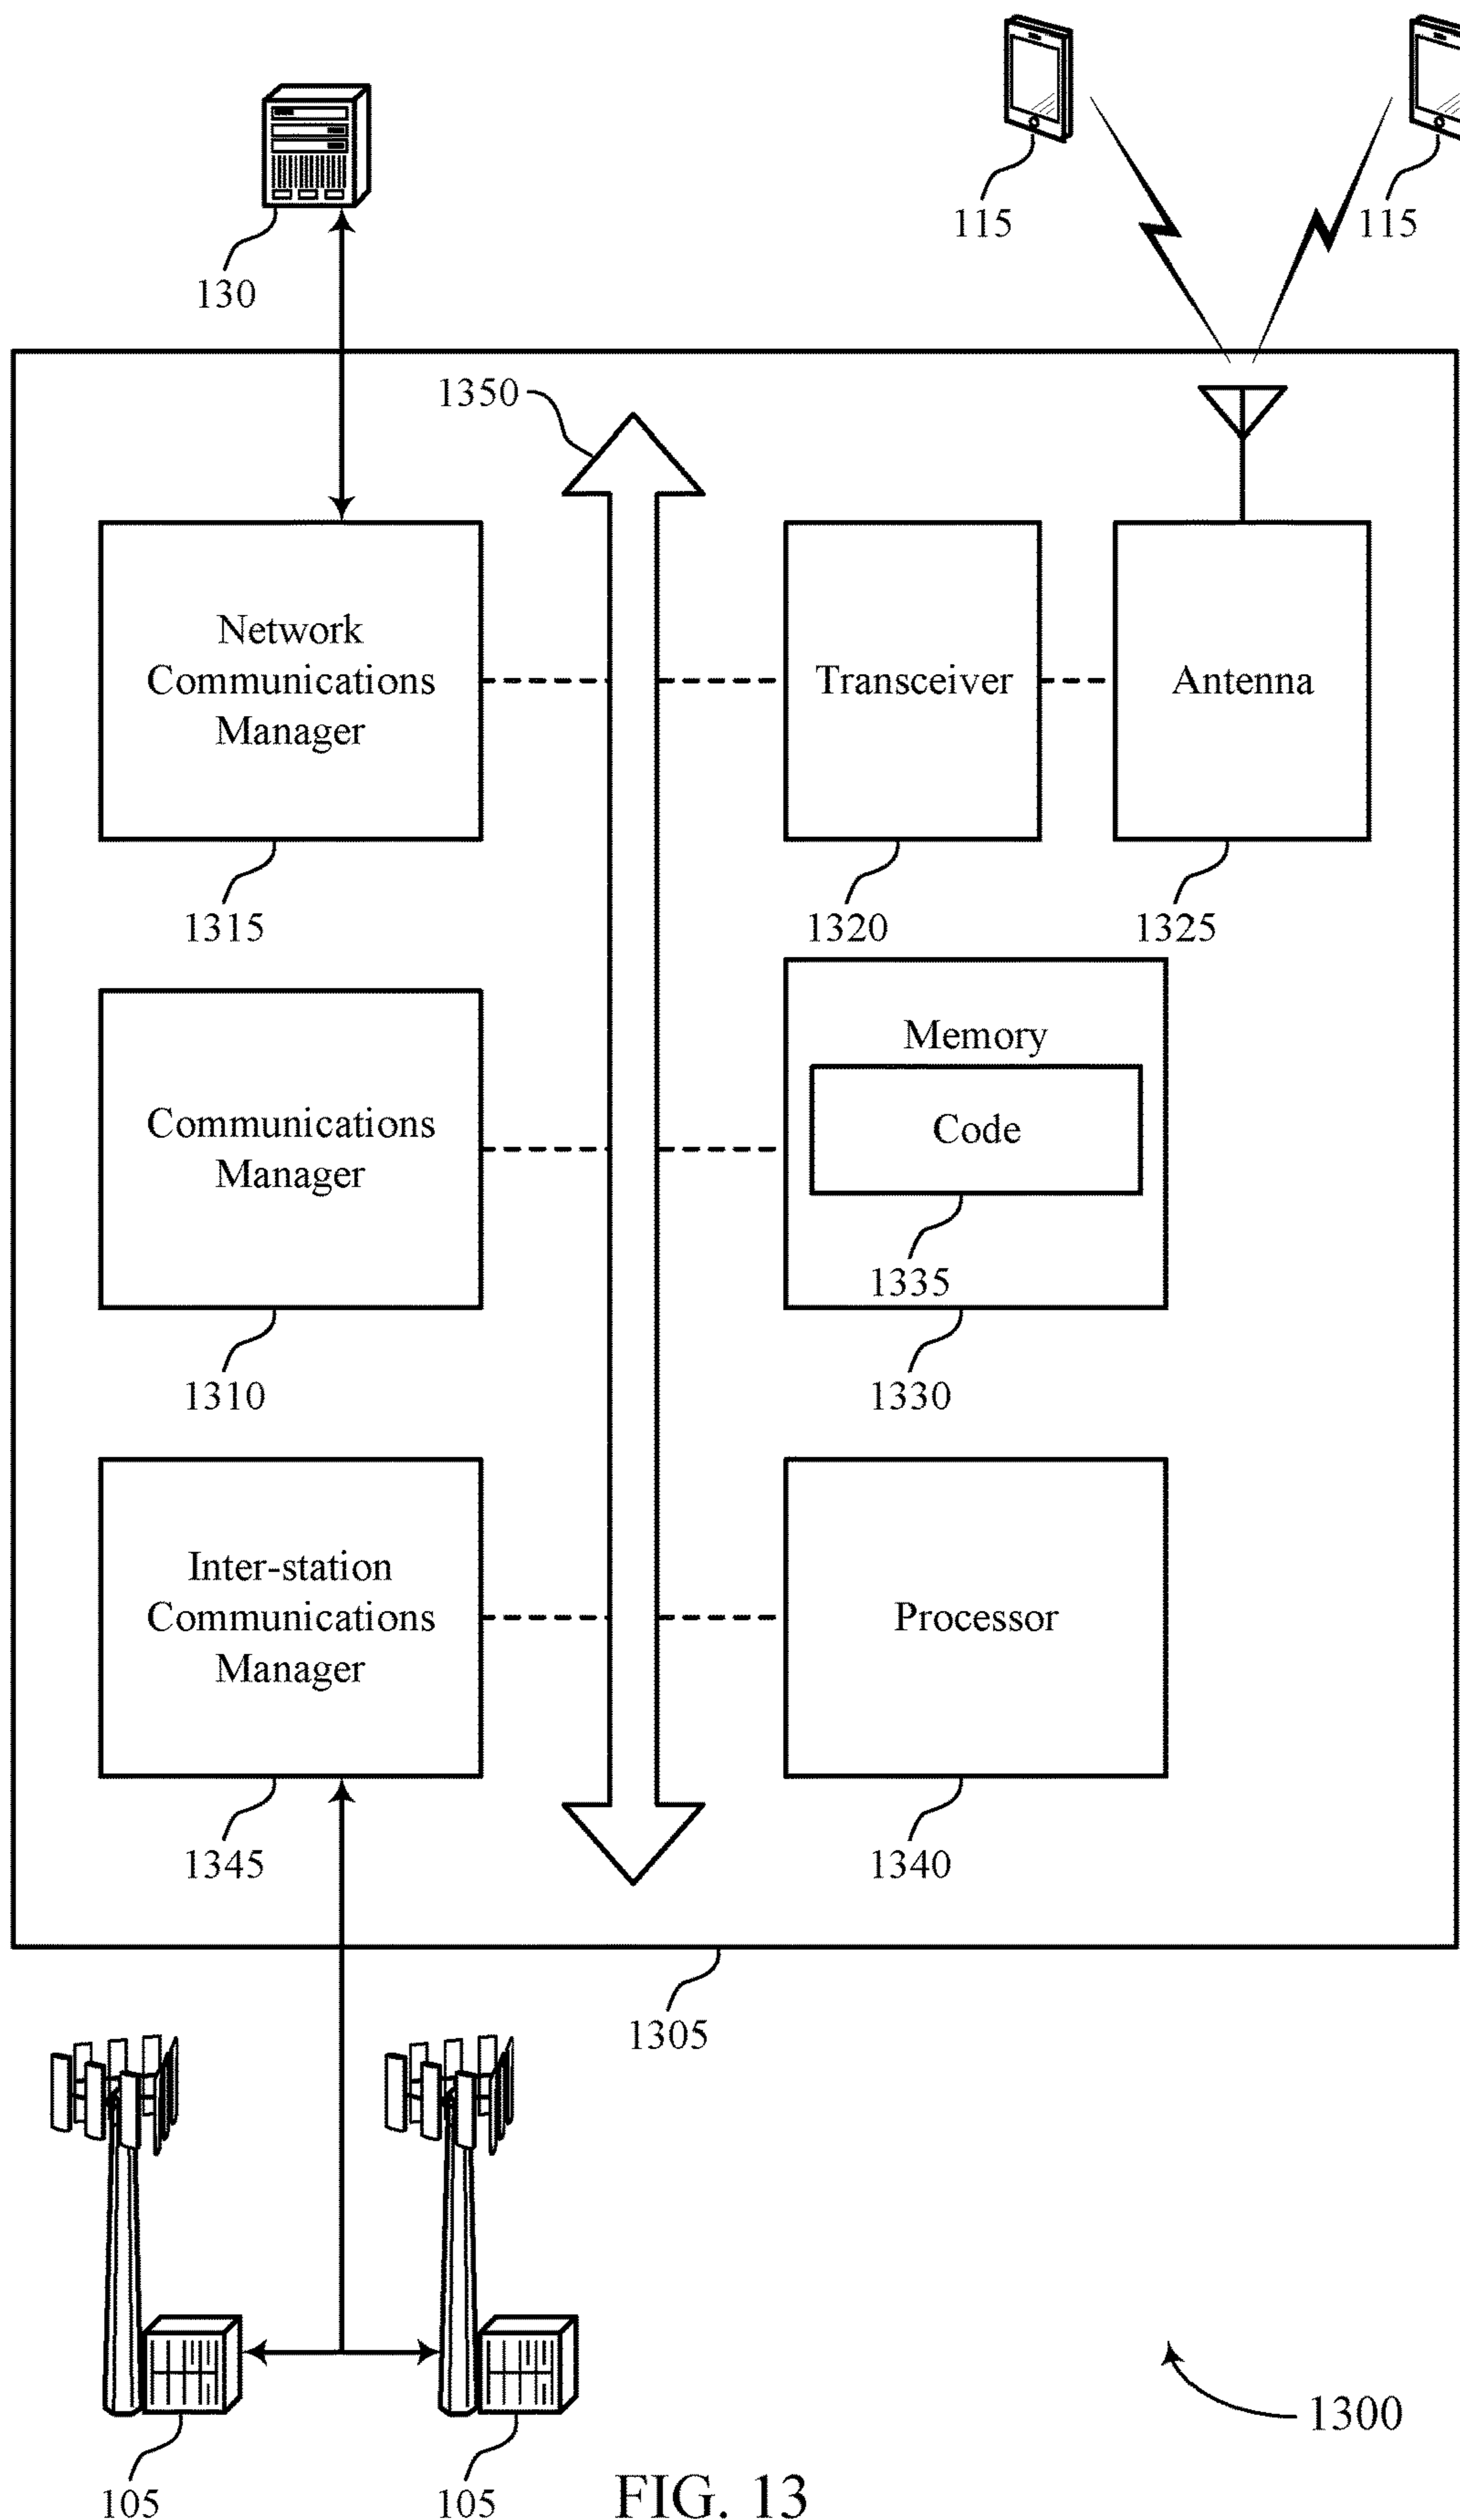 115
115
130
1350
Network
Communications
Manager
Transceiver
Antenna
1315
1320
1325
Communications
Manager
Memory
Code
1335
1310
1330
Inter-station
Communications
Manager
Processor
1345
1340
1305
1300
105
105
FIG. 13